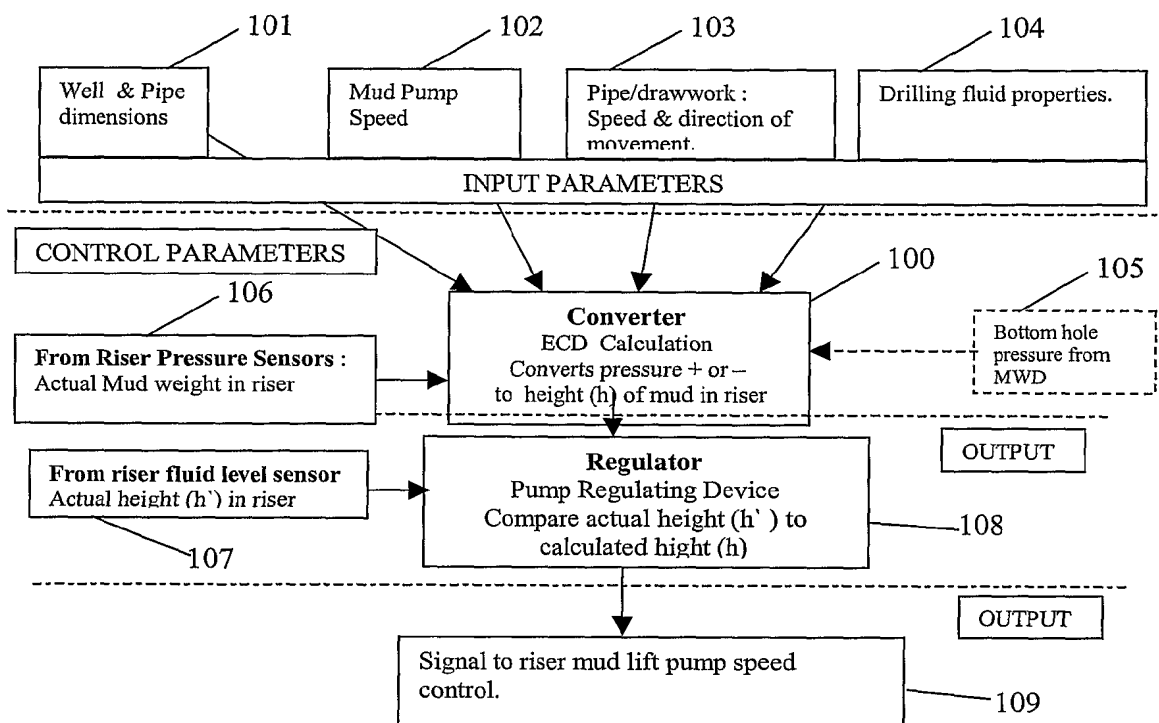 101
102
103
104
Well & Pipe
dimensions
Mud Pump
Speed
Pipe/drawwork :
Speed & direction of
movement.
Drilling fluid properties.
INPUT PARAMETERS
CONTROL PARAMETERS
106
100
105
From Riser Pressure Sensors :
Actual Mud weight in riser
Converter
ECD Calculation
Converts pressure + or –
to height (h) of mud in riser
Bottom hole
pressure from
MWD
OUTPUT
From riser fluid level sensor
Actual height (h`) in riser
107
Regulator
Pump Regulating Device
Compare actual height (h` ) to
calculated hight (h)
108
OUTPUT
Signal to riser mud lift pump speed
control.
109